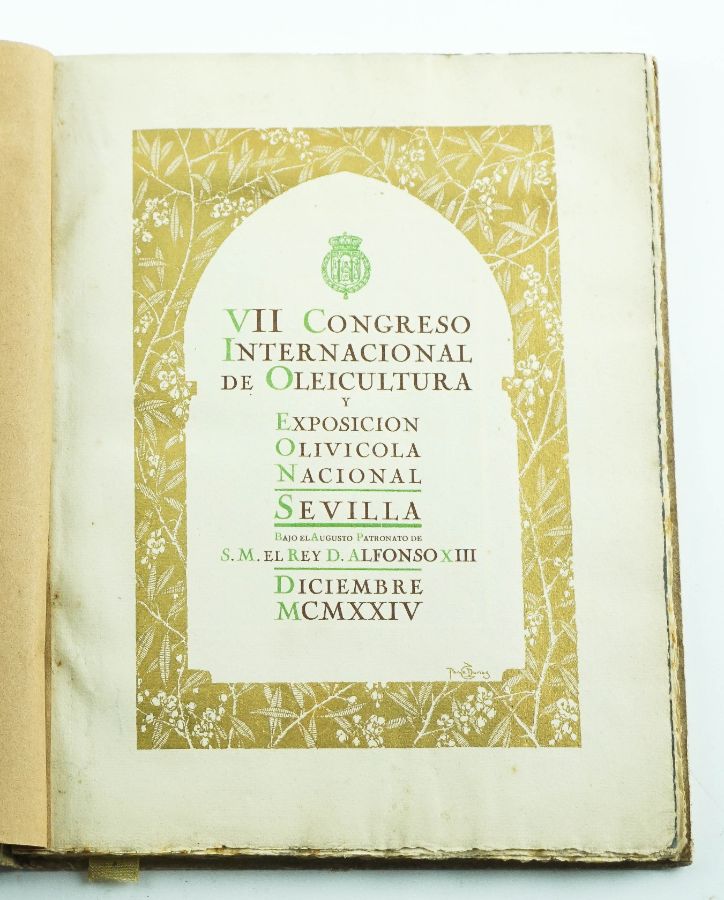 VII CONGRESO
INTERNACIONAL
DE OLEICULTURA
Y
EXPOSICION
OLIVICOLA
NACIONAL
SEVILLA
BAJO EL AUGUSTO PATRONATO DE
S. M. EL REY D. ALFONSO XIII
DICIEMBRE
MCMXXIV